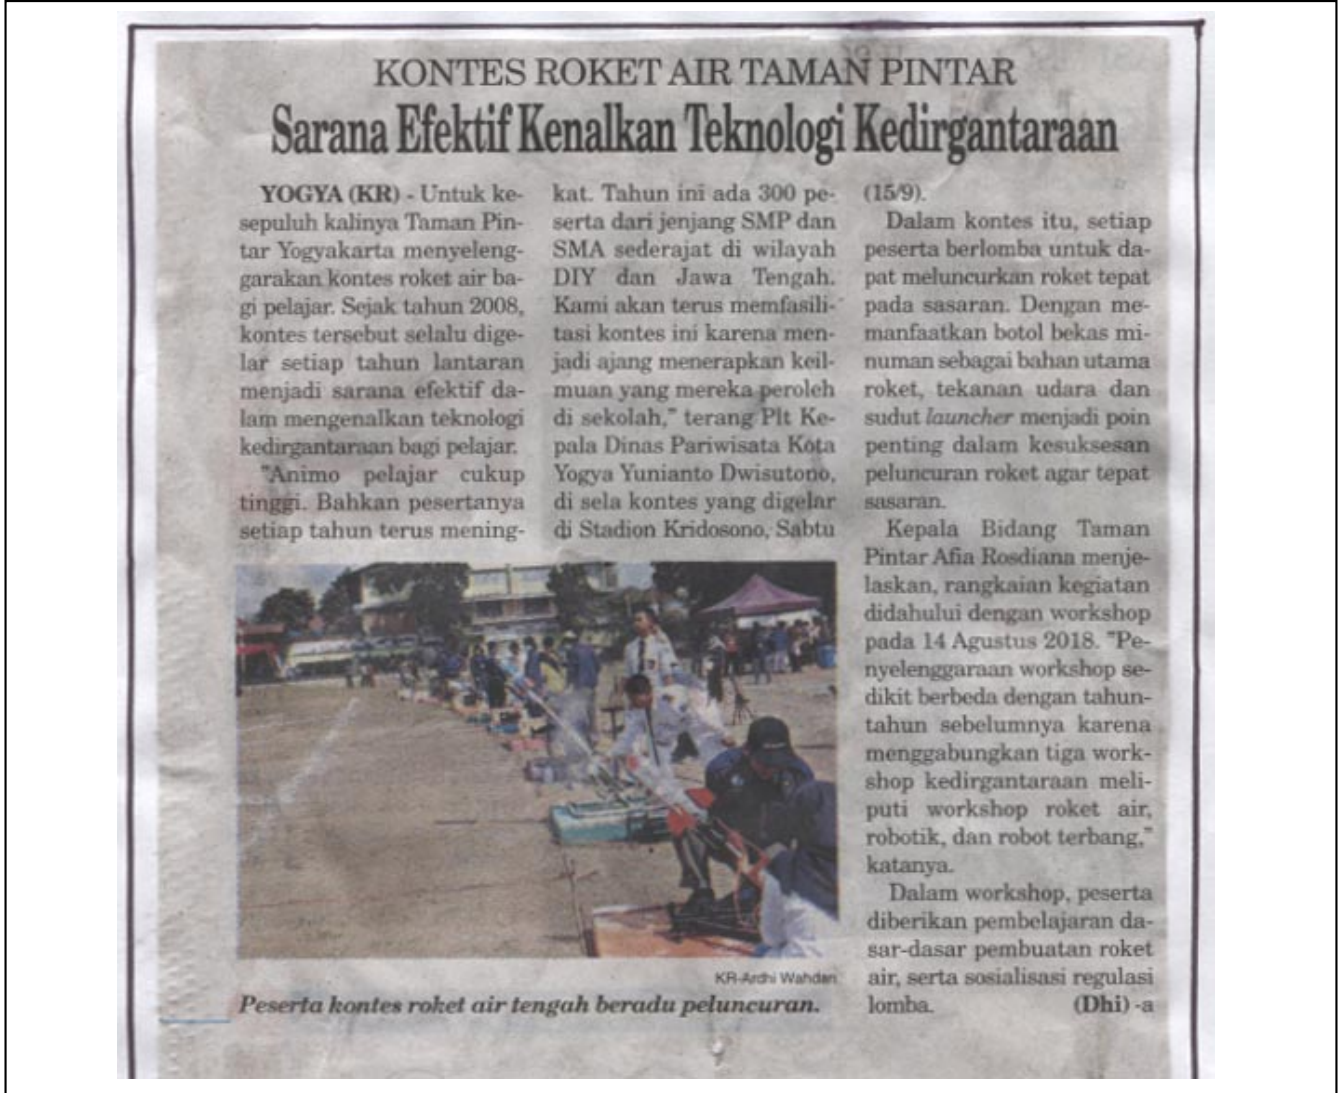 KONTES ROKET AIR TAMAN PINTAR
Sarana Efektif Kenalkan Teknologi Kedirgantaraan
YOGYA (KR) - Untuk ke-
sepuluh kalinya Taman Pin-
tar Yogyakarta menyeleng-
garakan kontes roket air ba-
gi pelajar. Sejak tahun 2008,
kontes tersebut selalu dige-
lar setiap tahun lantaran
menjadi sarana efektif da-
lam mengenalkan teknologi
kedirgantaraan bagi pelajar.
"Animo pelajar cukup
tinggi. Bahkan pesertanya
setiap tahun terus mening-
kat. Tahun ini ada 300 pe-
serta dari jenjang SMP dan
SMA sederajat di wilayah
DIY dan Jawa Tengah.
Kami akan terus memfasili-
tasi kontes ini karena men-
jadi ajang menerapkan keil-
muan yang mereka peroleh
di sekolah," terang Plt Ke-
pala Dinas Pariwisata Kota
Yogya Yunianto Dwisutono,
di sela kontes yang digelar
di Stadion Kridosono, Sabtu
(15/9).
Dalam kontes itu, setiap
peserta berlomba untuk da-
pat meluncurkan roket tepat
pada sasaran. Dengan me-
manfaatkan botol bekas mi-
numan sebagai bahan utama
roket, tekanan udara dan
sudut launcher menjadi poin
penting dalam kesuksesan
peluncuran roket agar tepat
sasaran.
Kepala Bidang Taman
Pintar Afia Rosdiana menje-
laskan, rangkaian kegiatan
didahului dengan workshop
pada 14 Agustus 2018. "Pe-
nyelenggaraan workshop se-
dikit berbeda dengan tahun-
tahun sebelumnya karena
menggabungkan tiga work-
shop kedirgantaraan meli-
puti workshop roket air,
robotik, dan robot terbang,"
katanya.
Dalam workshop, peserta
diberikan pembelajaran da-
sar-dasar pembuatan roket
air, serta sosialisasi regulasi
lomba. (Dhi) -a
KR-Ardhi Wahdan
Peserta kontes roket air tengah beradu peluncuran.